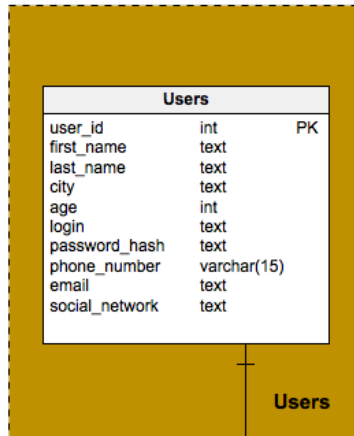 Users
user_id int PK
first_name text
last_name text
city text
age int
login text
password_hash text
phone_number varchar(15)
email text
social_network text
Users